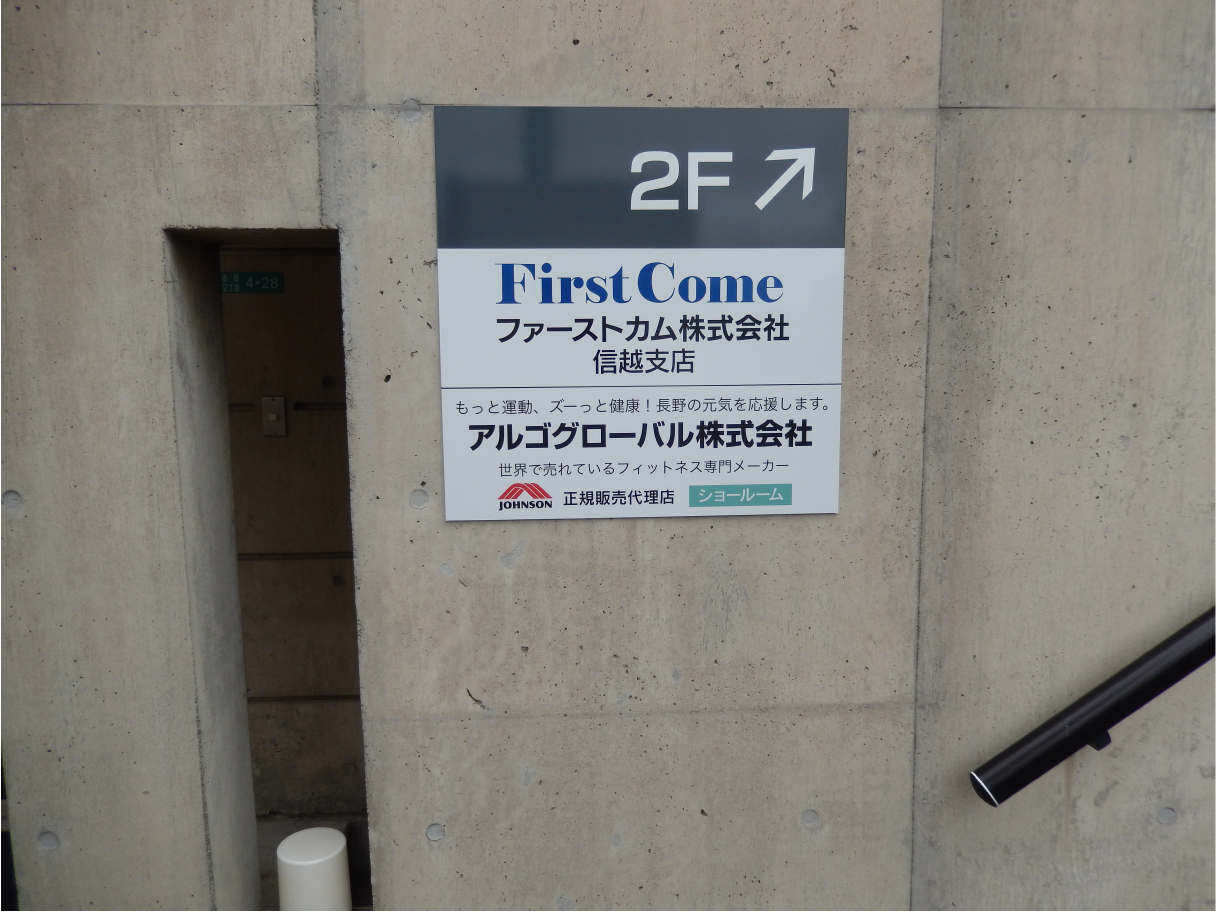 2F
First Come
ファーストカム株式会社
信越支店
もっと運動、ズーっと健康！長野の元気を応援します。
アルゴグローバル株式会社
世界で売れているフィットネス専門メーカー
JOHNSON 正規販売代理店 ショールーム
4-28